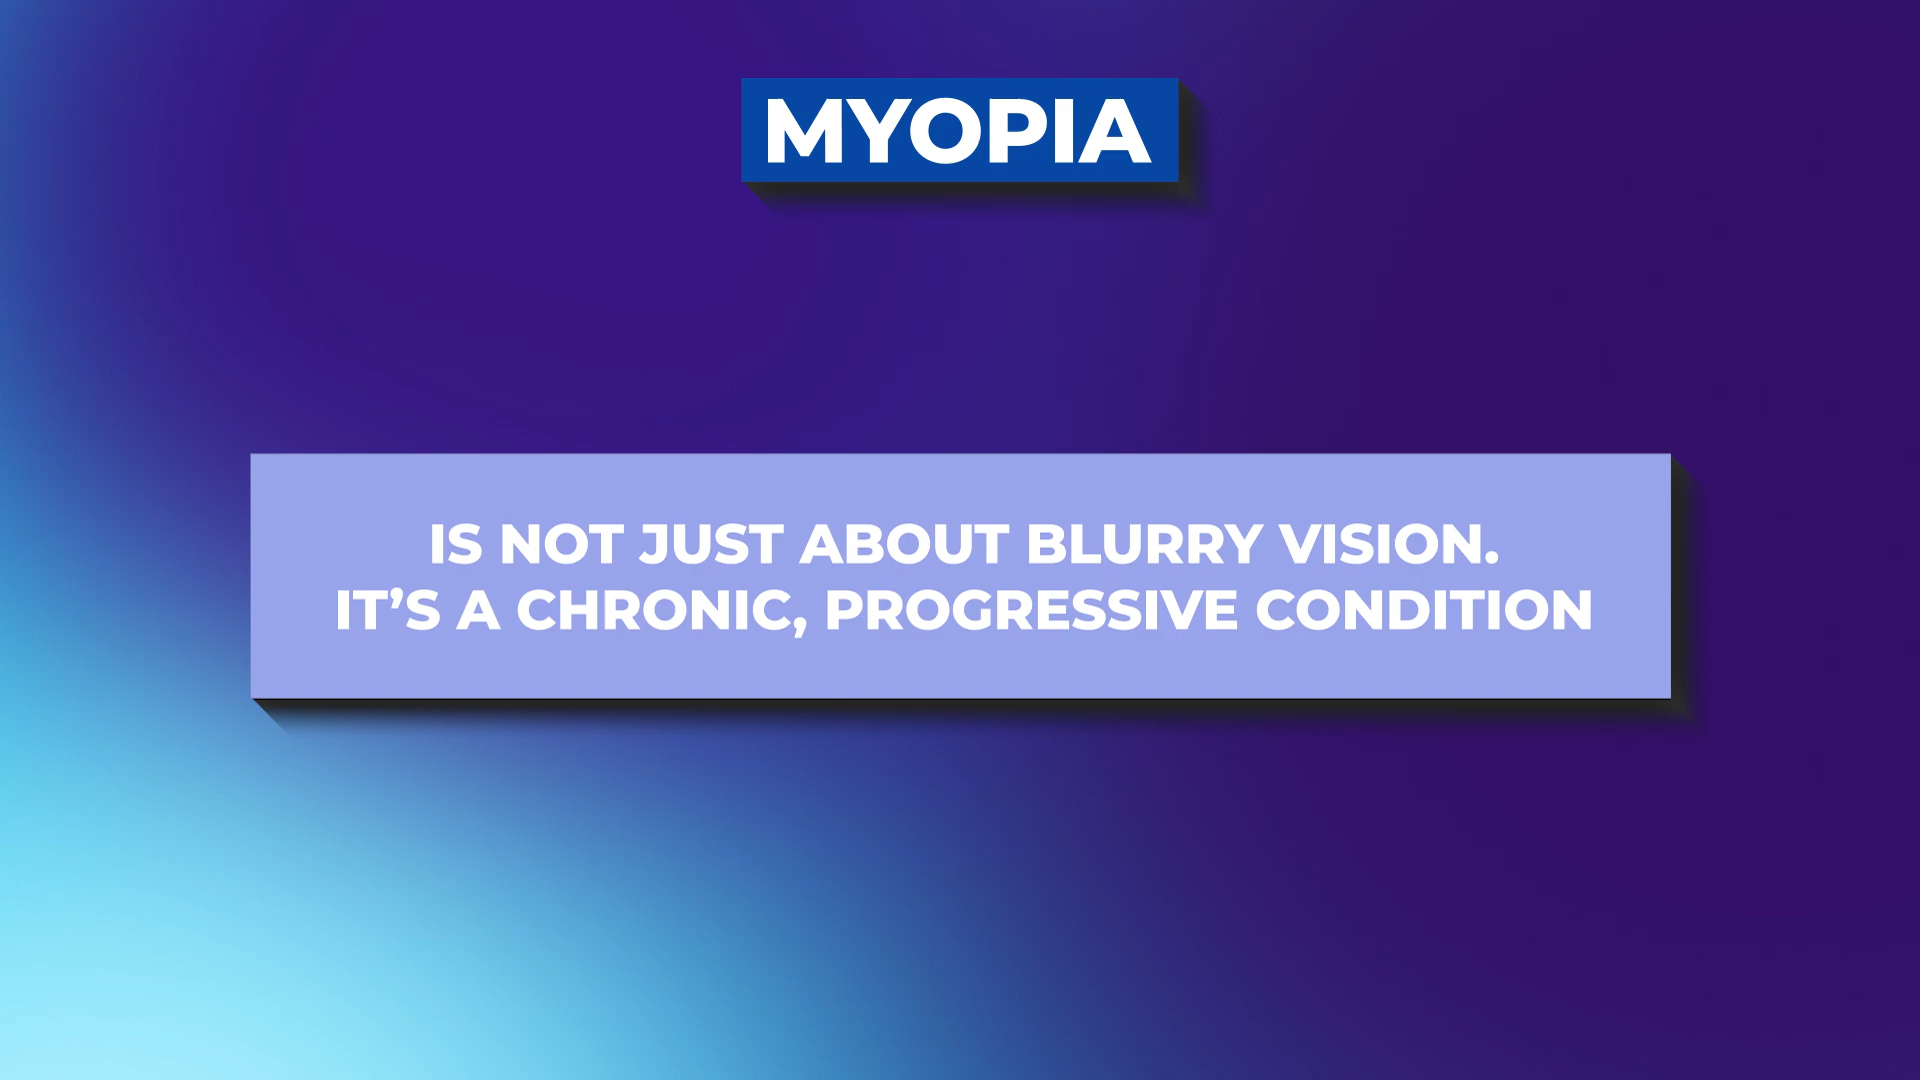 MYOPIA
IS NOT JUST ABOUT BLURRY VISION.
IT’S A CHRONIC, PROGRESSIVE CONDITION